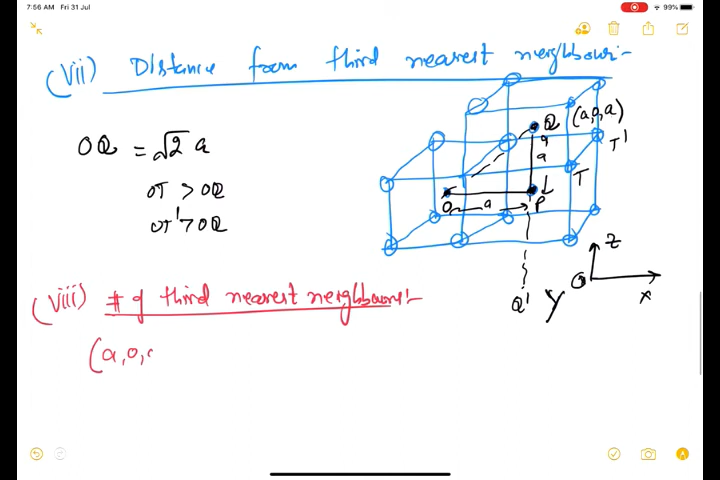 7:56 AM Fri 31 Jul
99%
(vii) Distance from third nearest neighbour:-
OQ = √2 a
OT > OQ
OT' > OQ
Q (a,0,a)
a
T'
T
O a P
Q'
Z
O
X
Y
(viii) # of third nearest neighbours:-
(a,0,